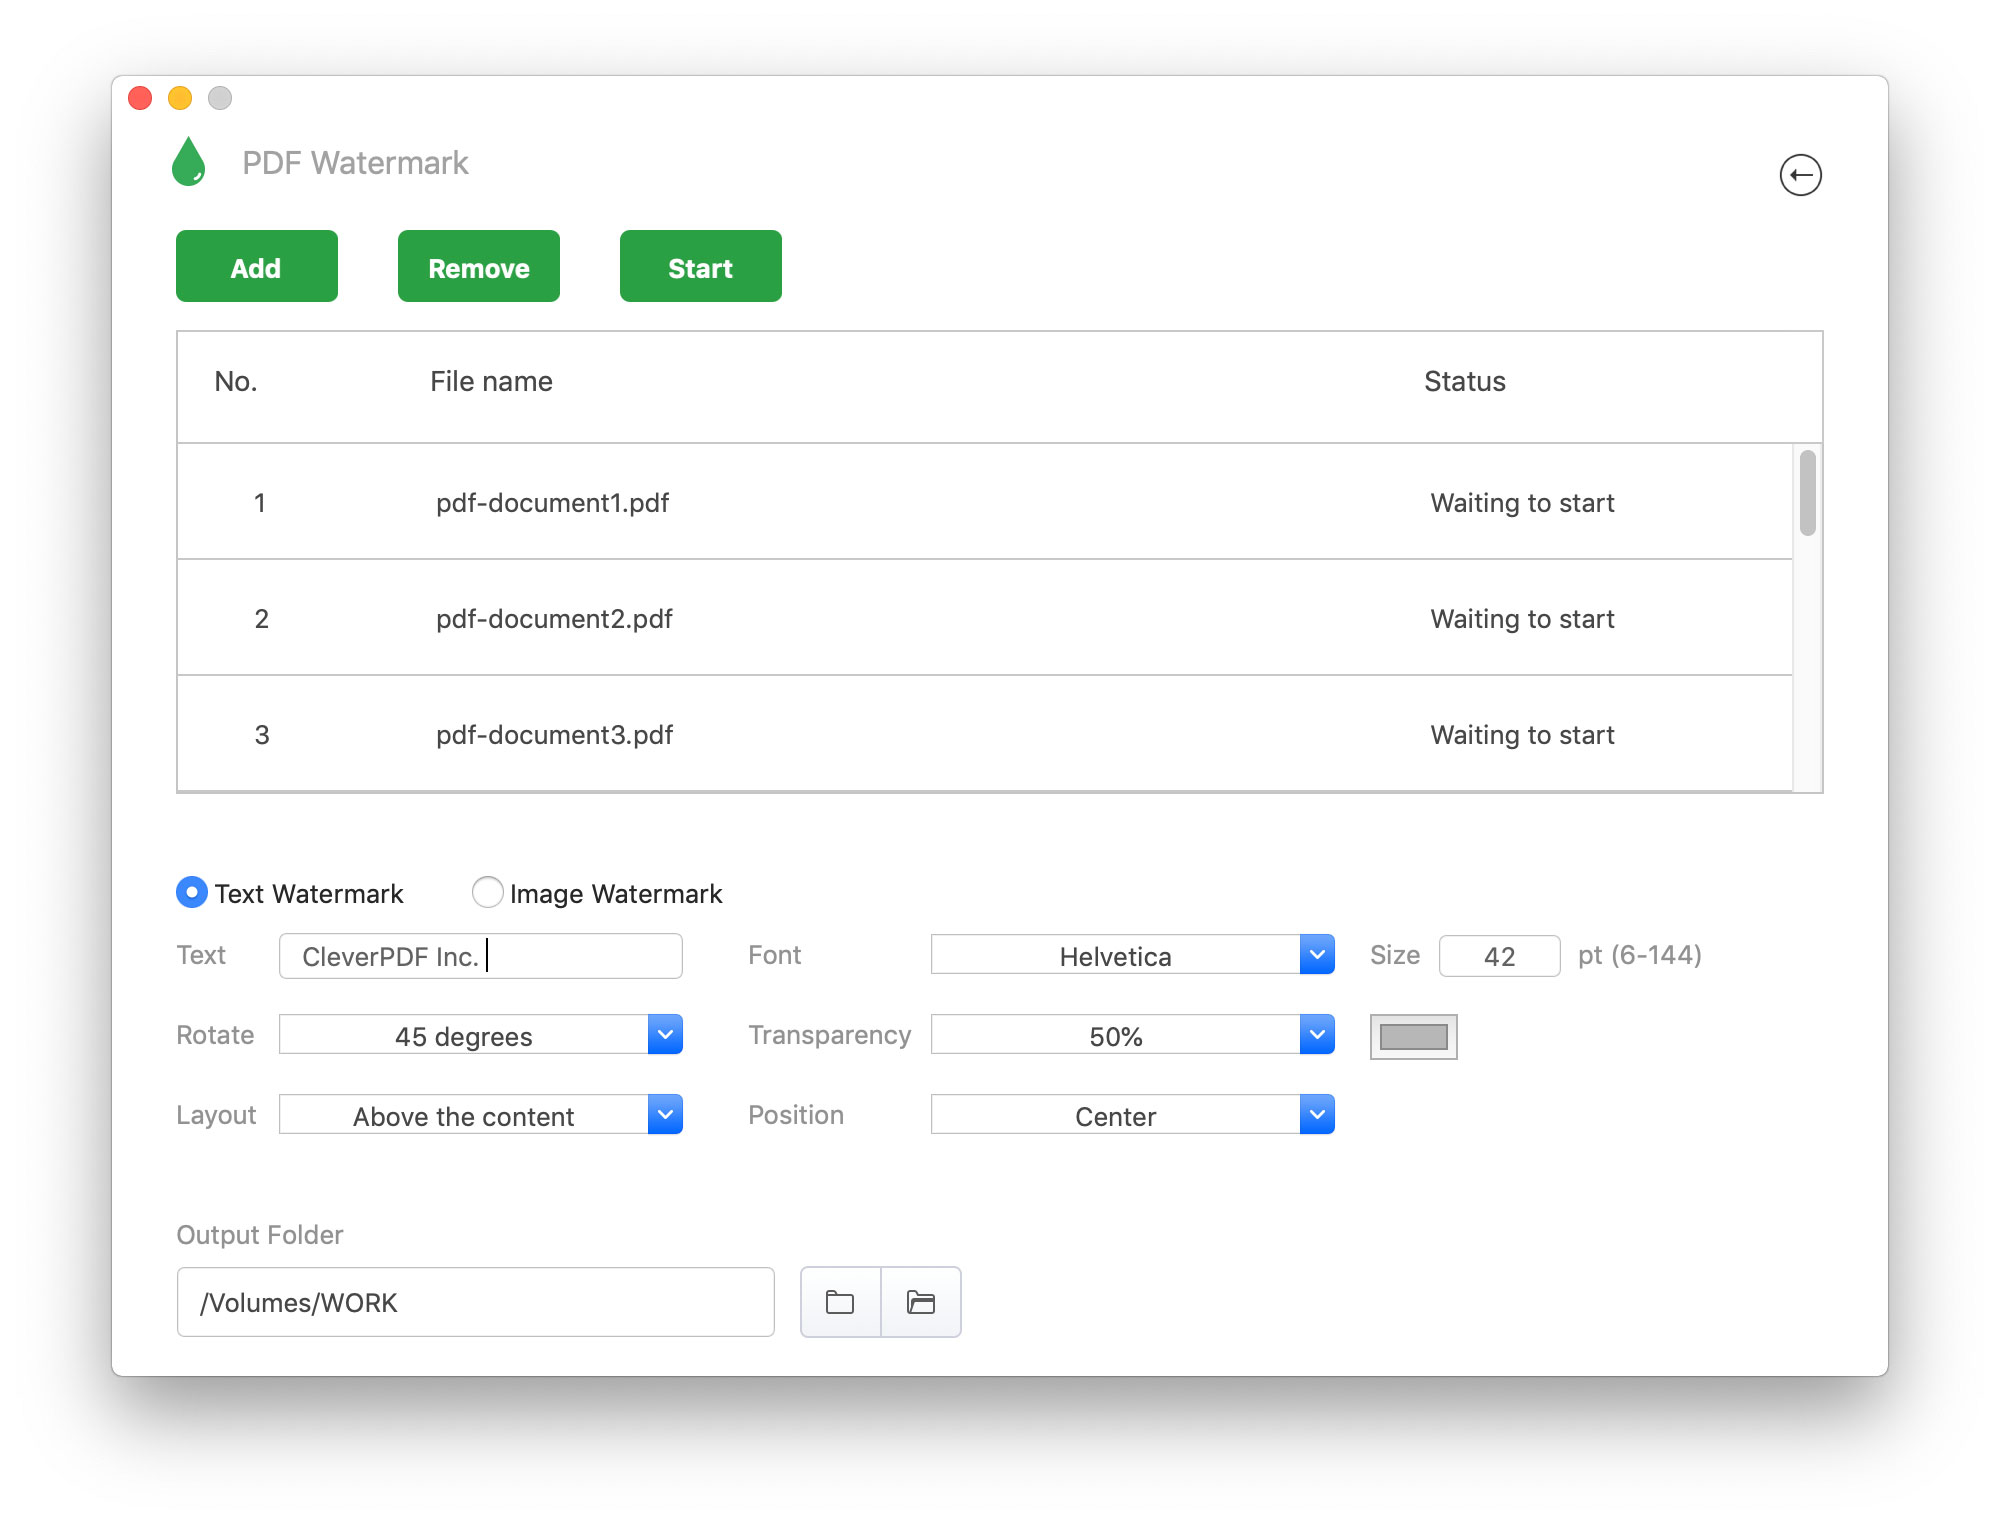 PDF Watermark
Add Remove Start
No. File name Status
1 pdf-document1.pdf Waiting to start
2 pdf-document2.pdf Waiting to start
3 pdf-document3.pdf Waiting to start
Text Watermark Image Watermark
Text CleverPDF Inc. Font Helvetica Size 42 pt (6-144)
Rotate 45 degrees Transparency 50%
Layout Above the content Position Center
Output Folder
/Volumes/WORK